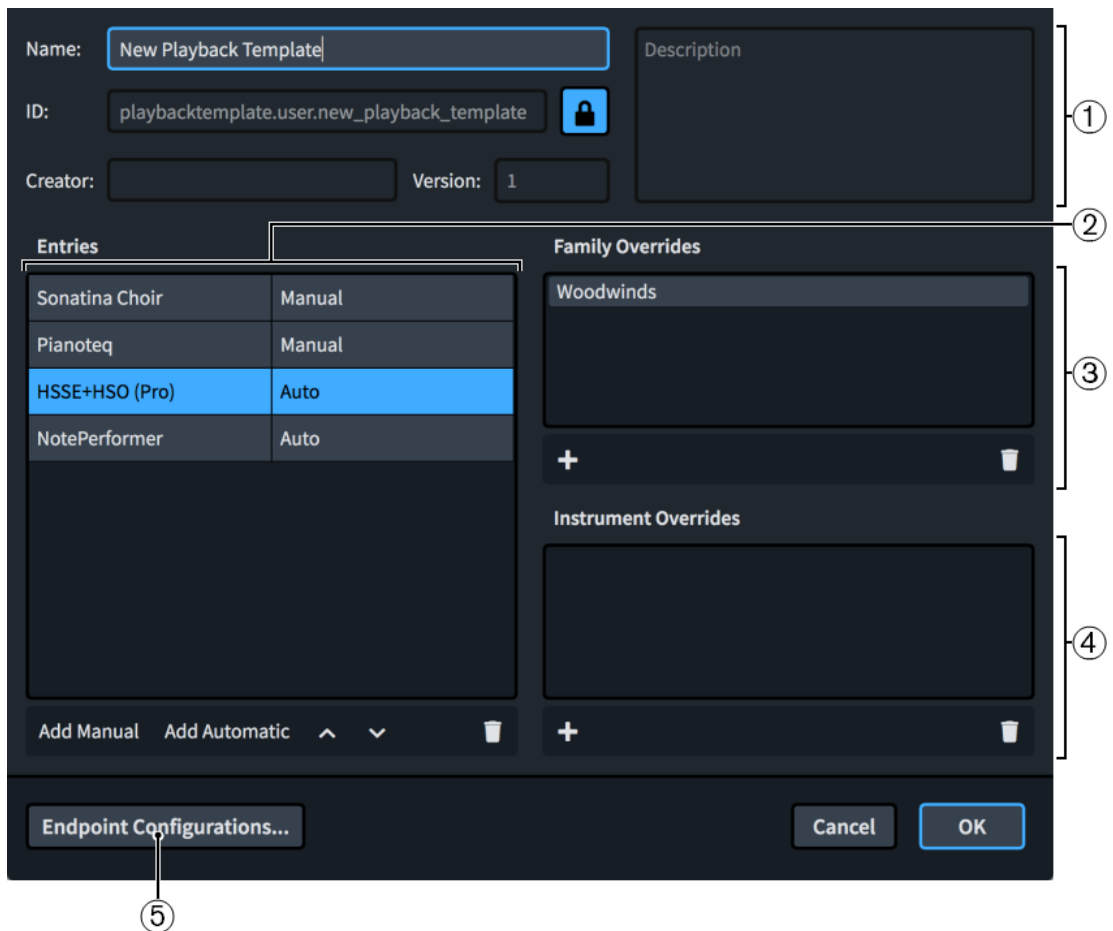 Name: New Playback Template
Description
ID: playbacktemplate.user.new_playback_template
①
Creator: Version: 1
②
Entries
Sonatina Choir Manual
Pianoteq Manual
HSSE+HSO (Pro) Auto
NotePerformer Auto
Add Manual Add Automatic
Family Overrides
Woodwinds
③
Instrument Overrides
④
Endpoint Configurations... Cancel OK
⑤